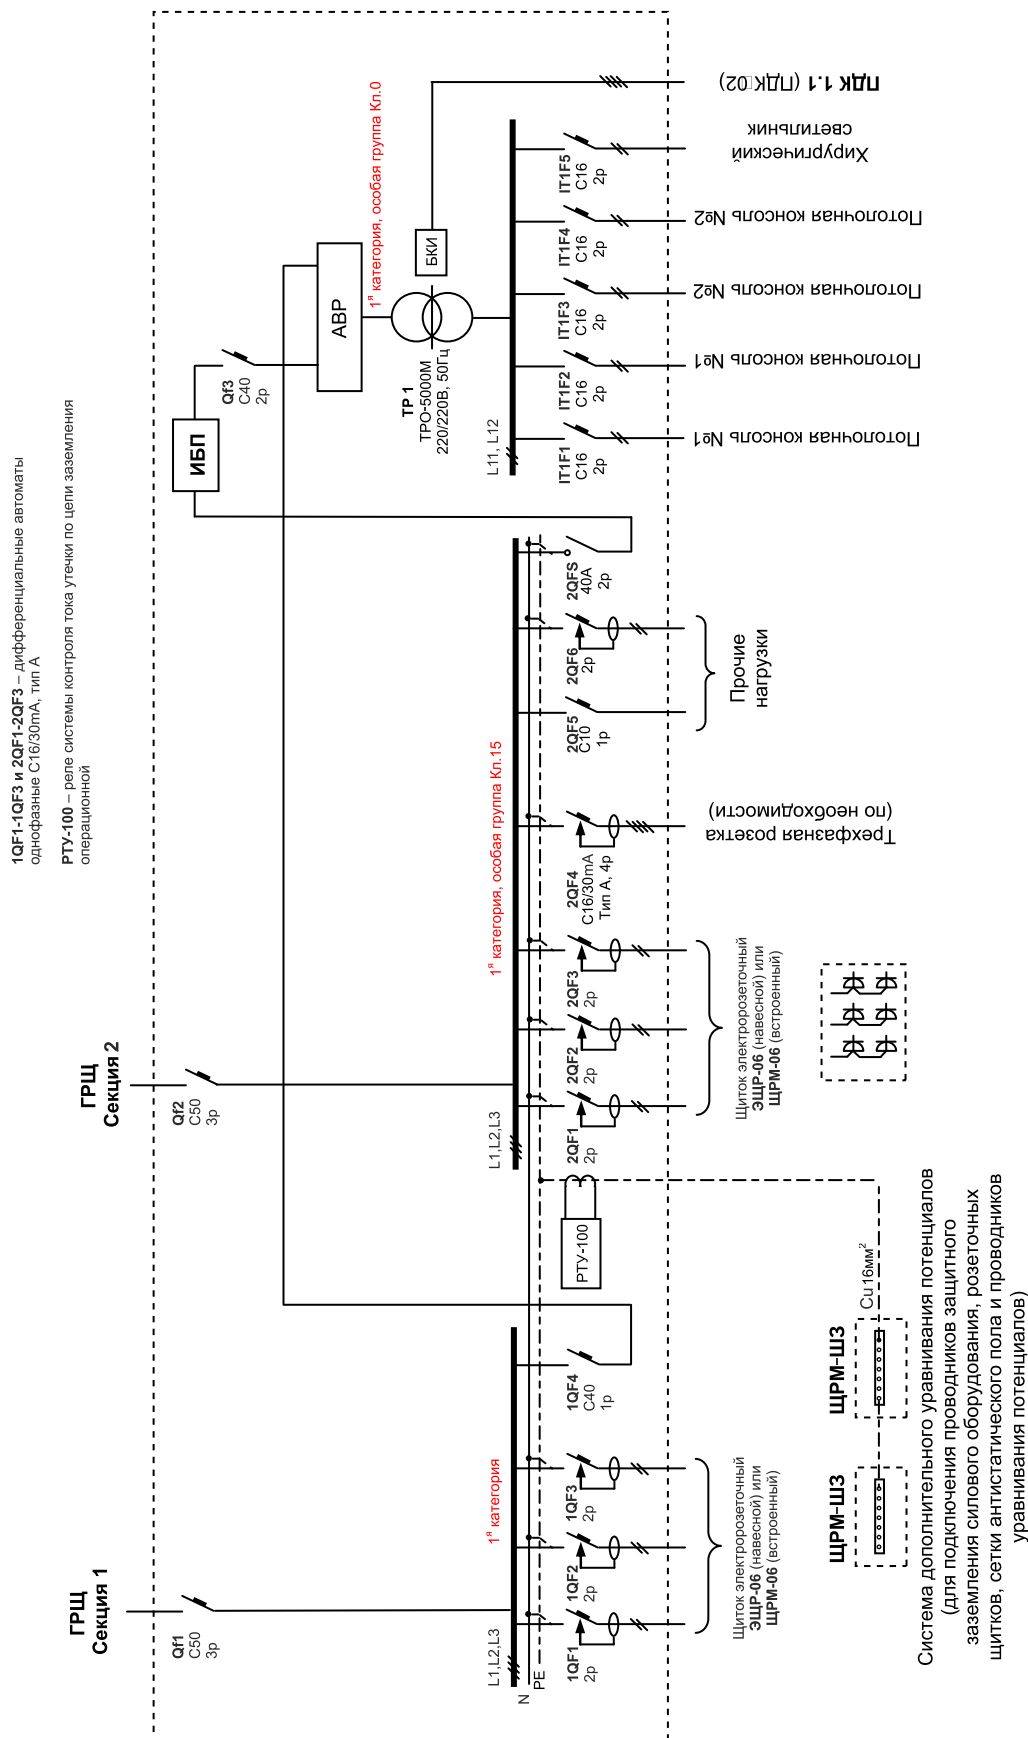 1QF1-1QF3 и 2QF1-2QF3 – дифференциальные автоматы
однофазные С16/30mA, тип А
РТУ-100 – реле системы контроля тока утечки по цепи заземления
операционной
ГРЩ
Секция 1
Qf1
C50
3p
ГРЩ
Секция 2
Qf2
C50
3p
ИБП
Qf3
C40
2p
АВР
1я категория, особая группа Кл.0
ТР 1
ТРО-5000М
220/220В, 50Гц
БКИ
1я категория
L1,L2,L3
N
PE
1QF1
2p
1QF2
2p
1QF3
2p
1QF4
C40
1p
РТУ-100
1я категория, особая группа Кл.15
L1,L2,L3
2QF1
2p
2QF2
2p
2QF3
2p
2QF4
C16/30mA
Тип А, 4р
2QF5
C10
1p
2QF6
2p
2QFS
40A
2p
L11, L12
IT1F1
C16
2p
IT1F2
C16
2p
IT1F3
C16
2p
IT1F4
C16
2p
IT1F5
C16
2p
Щиток электророзеточный
ЭЩР-06 (навесной) или
ЩРМ-06 (встроенный)
Щиток электророзеточный
ЭЩР-06 (навесной) или
ЩРМ-06 (встроенный)
Трехфазная розетка
(по необходимости)
Прочие
нагрузки
Потолочная консоль №1
Потолочная консоль №1
Потолочная консоль №2
Потолочная консоль №2
Хирургический
светильник
ПДК 1.1 (ПДК 02)
ЩРМ-ШЗ
ЩРМ-ШЗ
Cu16мм2
Система дополнительного уравнивания потенциалов
(для подключения проводников защитного
заземления силового оборудования, розеточных
щитков, сетки антистатического пола и проводников
уравнивания потенциалов)